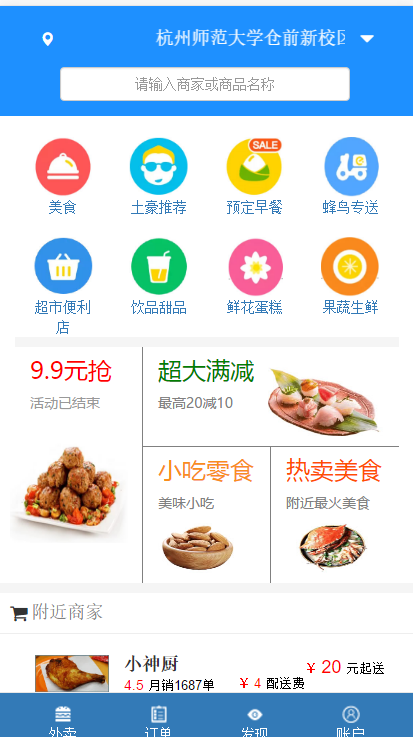 杭州师范大学仓前新校区
请输入商家或商品名称
SALE
美食
土豪推荐
预定早餐
蜂鸟专送
超市便利
店
饮品甜品
鲜花蛋糕
果蔬生鲜
9.9元抢
活动已结束
超大满减
最高20减10
小吃零食
美味小吃
热卖美食
附近最火美食
附近商家
小神厨
4.5 月销1687单
¥ 4 配送费
¥ 20 元起送
外卖
订单
发现
账户